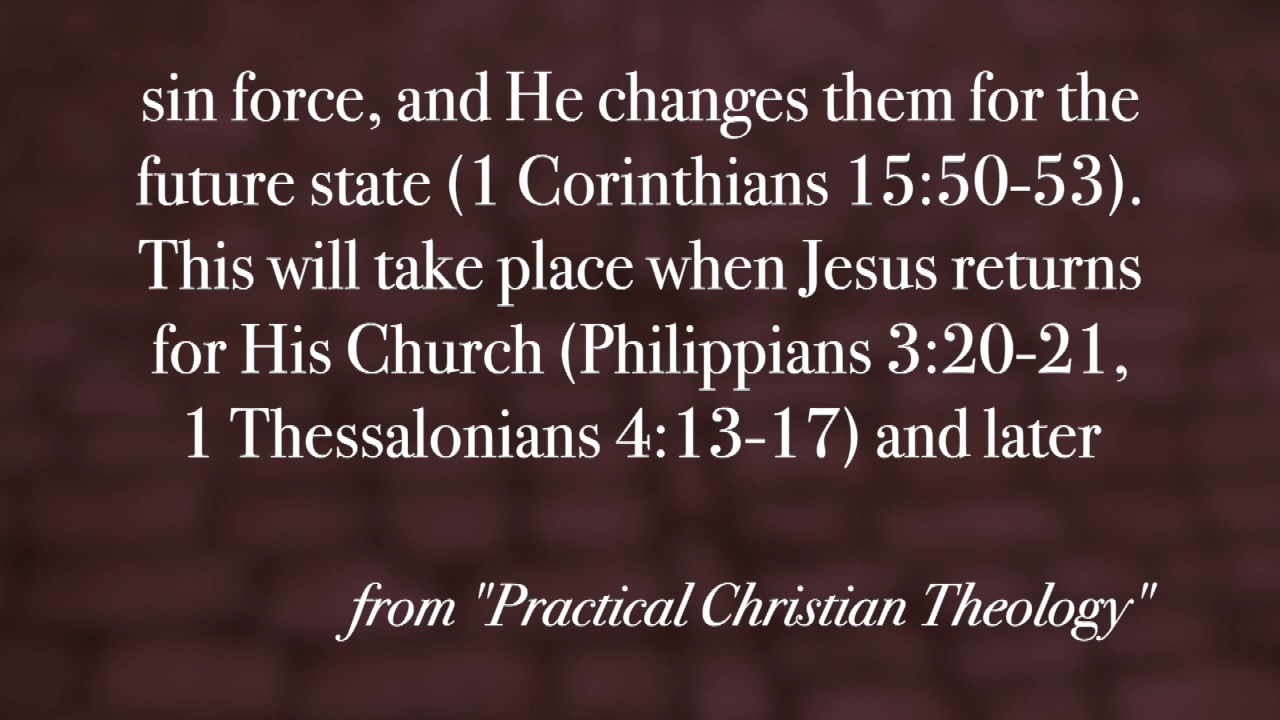 sin force, and He changes them for the
future state (1 Corinthians 15:50-53).
This will take place when Jesus returns
for His Church (Philippians 3:20-21,
1 Thessalonians 4:13-17) and later
from "Practical Christian Theology"